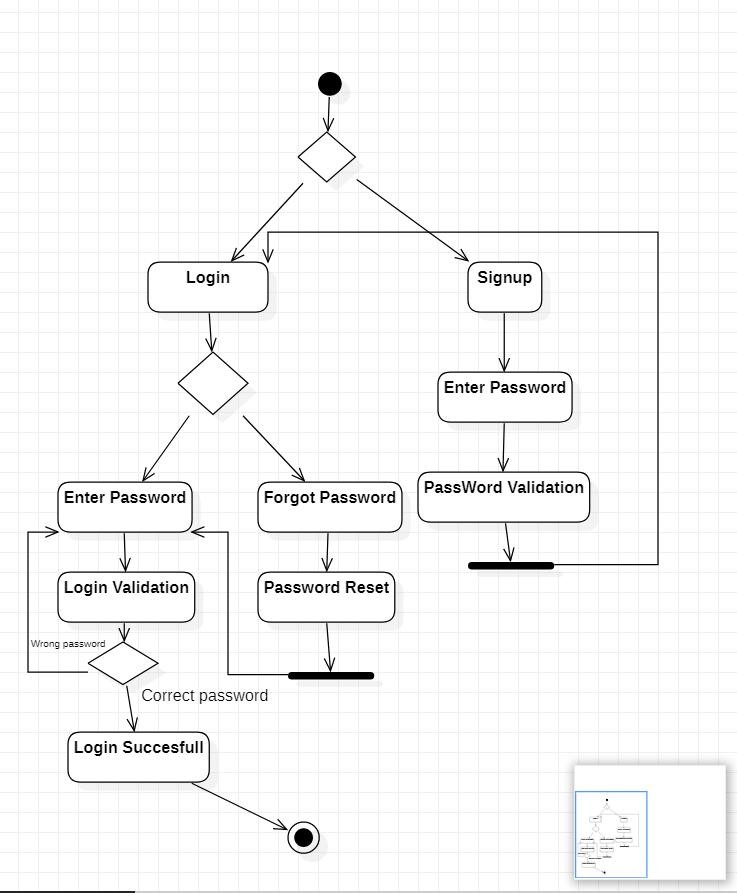 Login
Signup
Enter Password
Enter Password
Forgot Password
PassWord Validation
Login Validation
Password Reset
Wrong password
Correct password
Login Succesfull